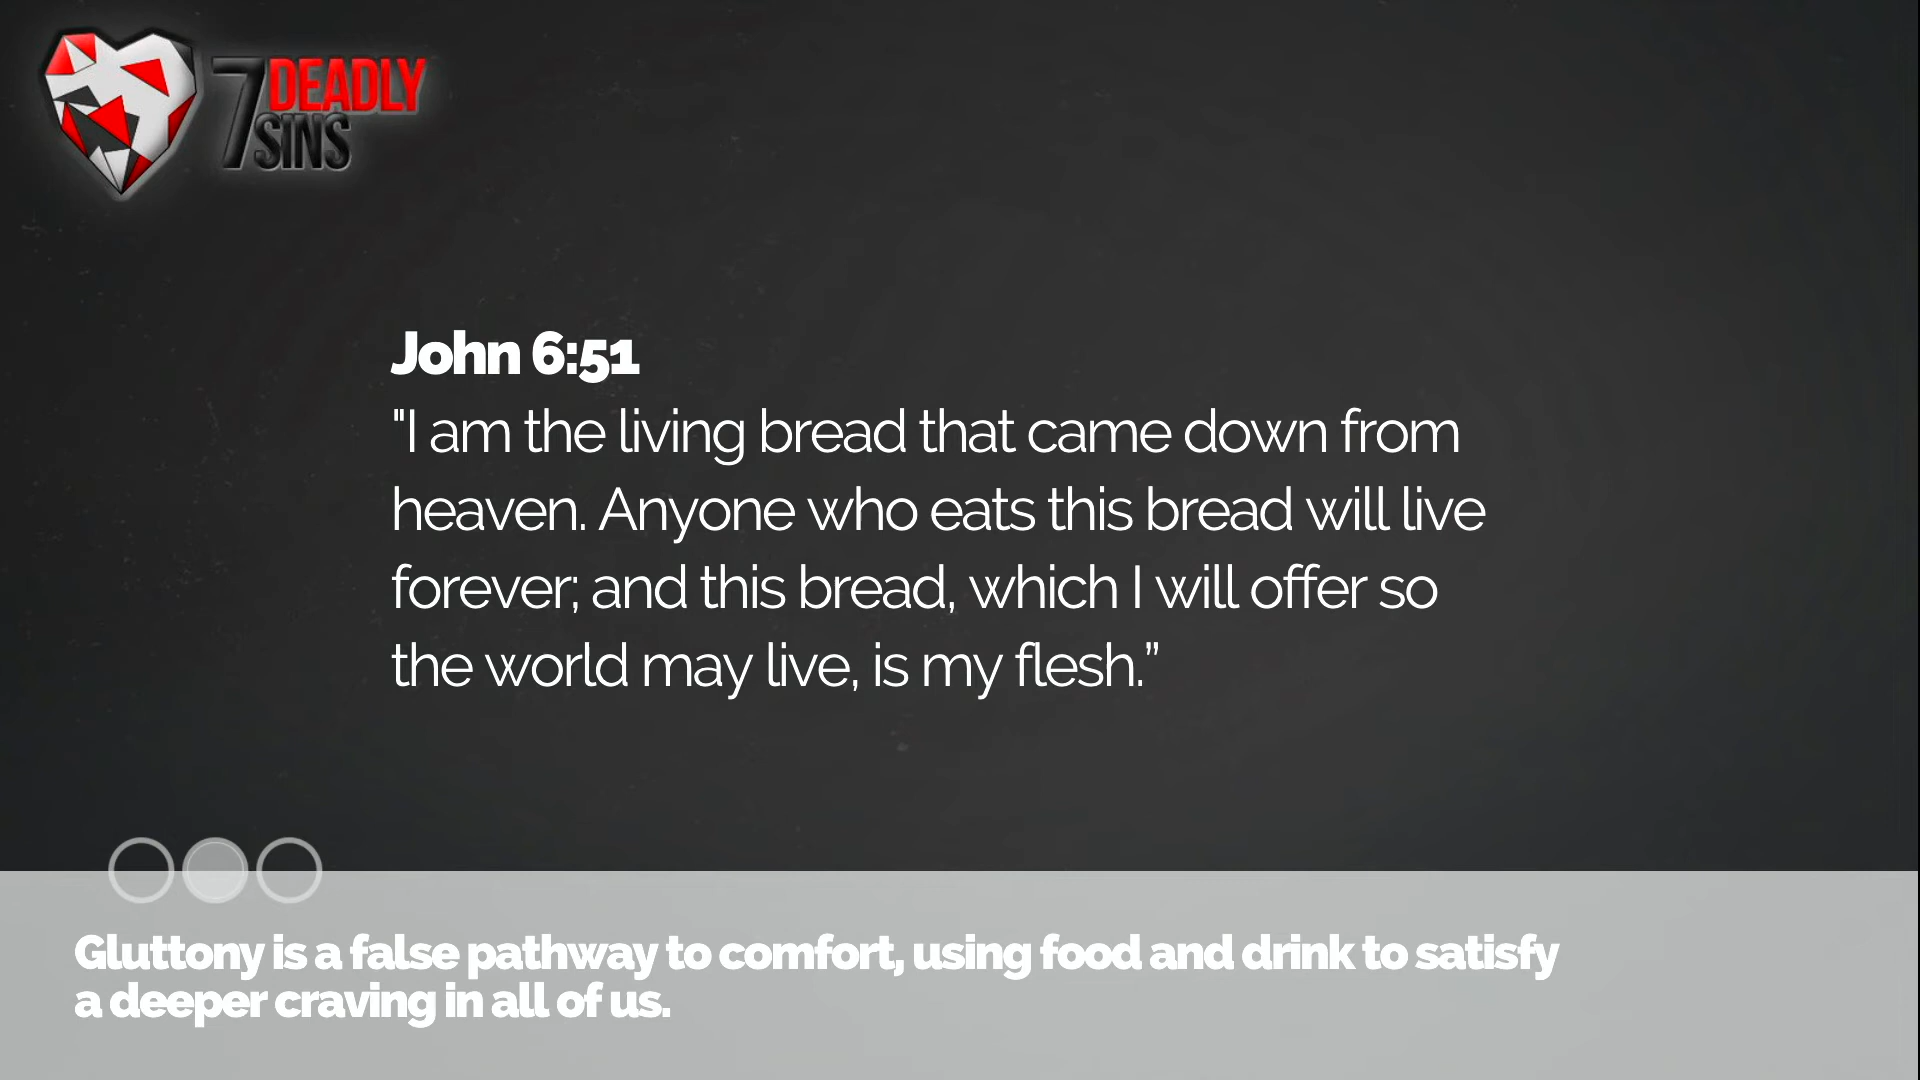 7 DEADLY
SINS
John 6:51
"I am the living bread that came down from
heaven. Anyone who eats this bread will live
forever; and this bread, which I will offer so
the world may live, is my flesh.”
Gluttony is a false pathway to comfort, using food and drink to satisfy
a deeper craving in all of us.